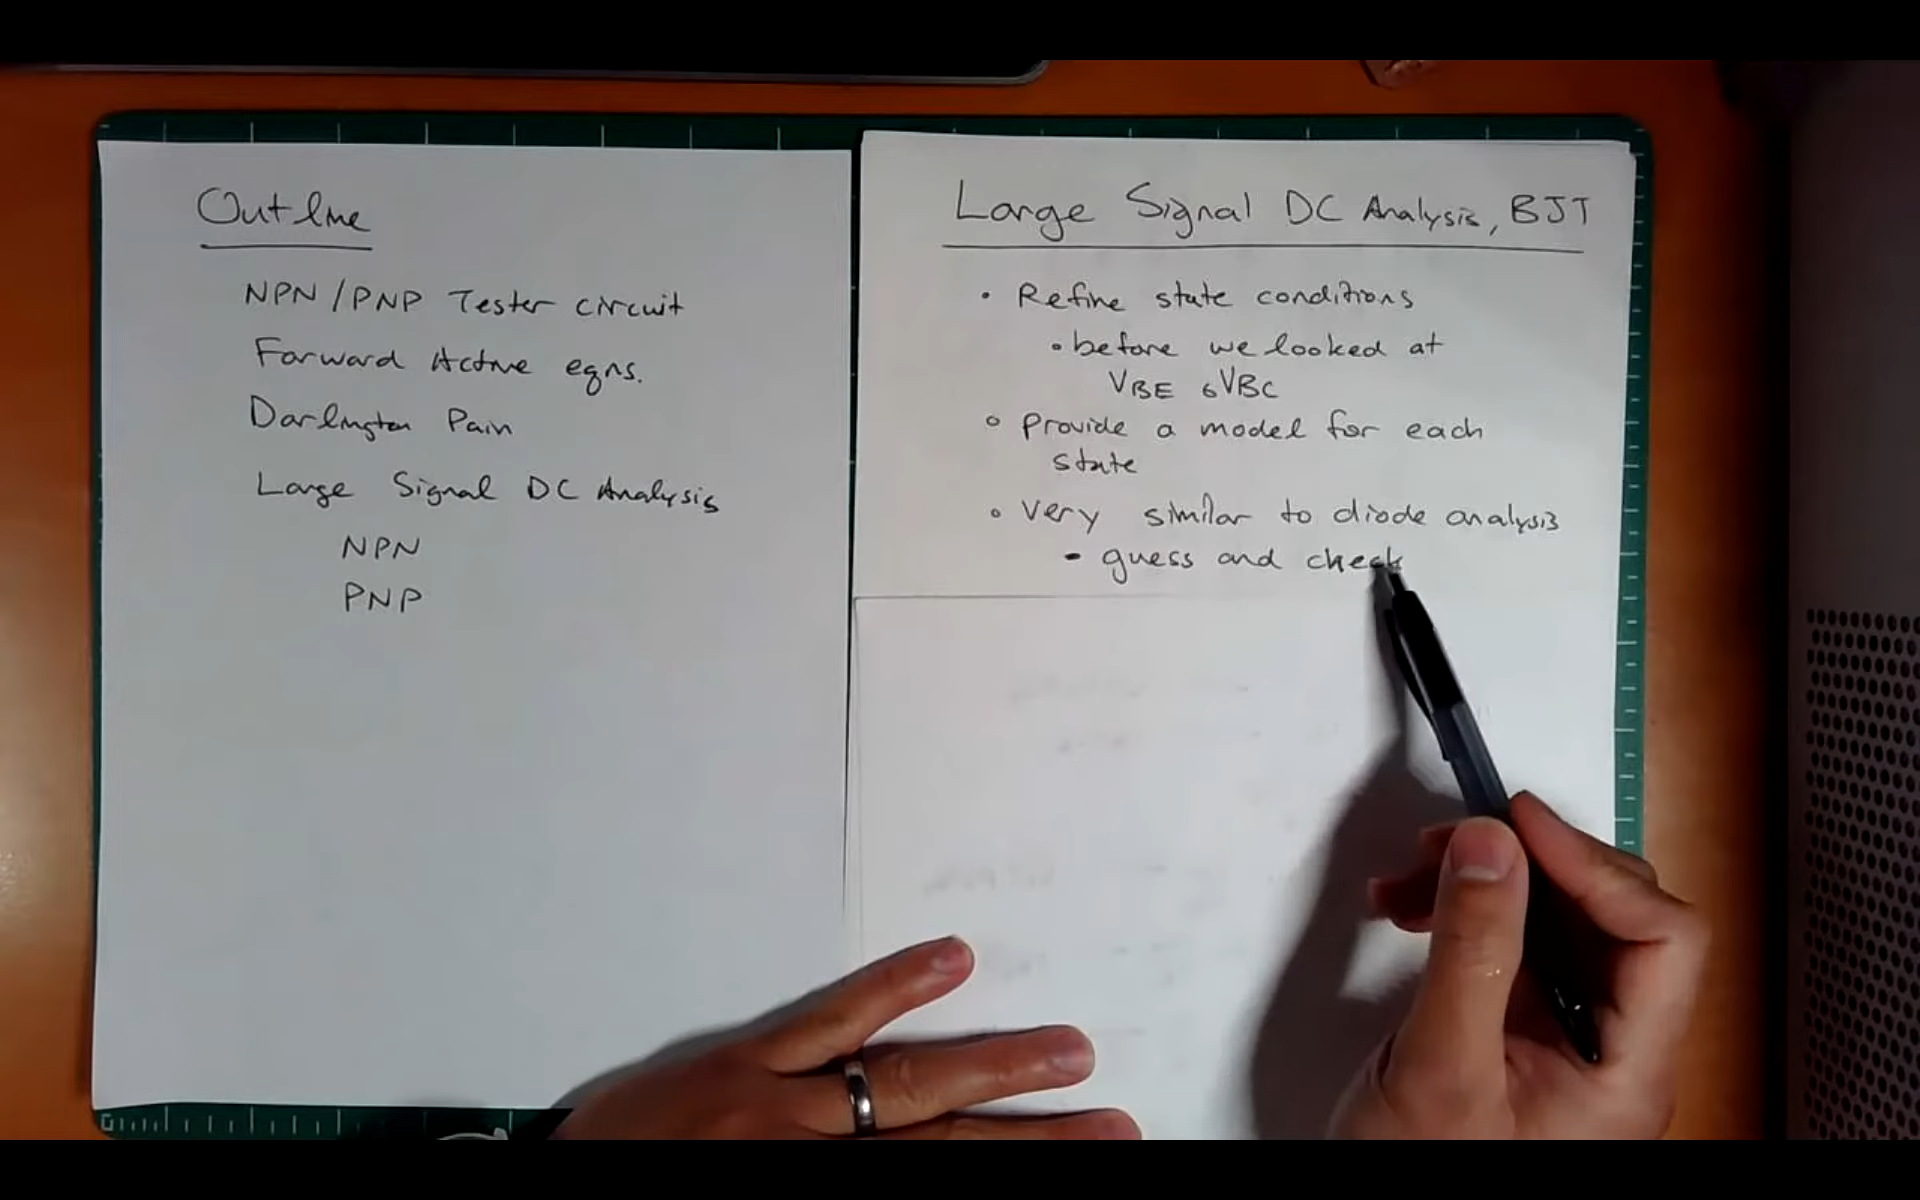 Outline
NPN/PNP Tester circuit
Forward Active eqns.
Darlington Pair
Large Signal DC Analysis
NPN
PNP
Large Signal DC Analysis, BJT
• Refine state conditions
• before we looked at
VBE & VBC
• Provide a model for each
state
• Very similar to diode analysis
- guess and check